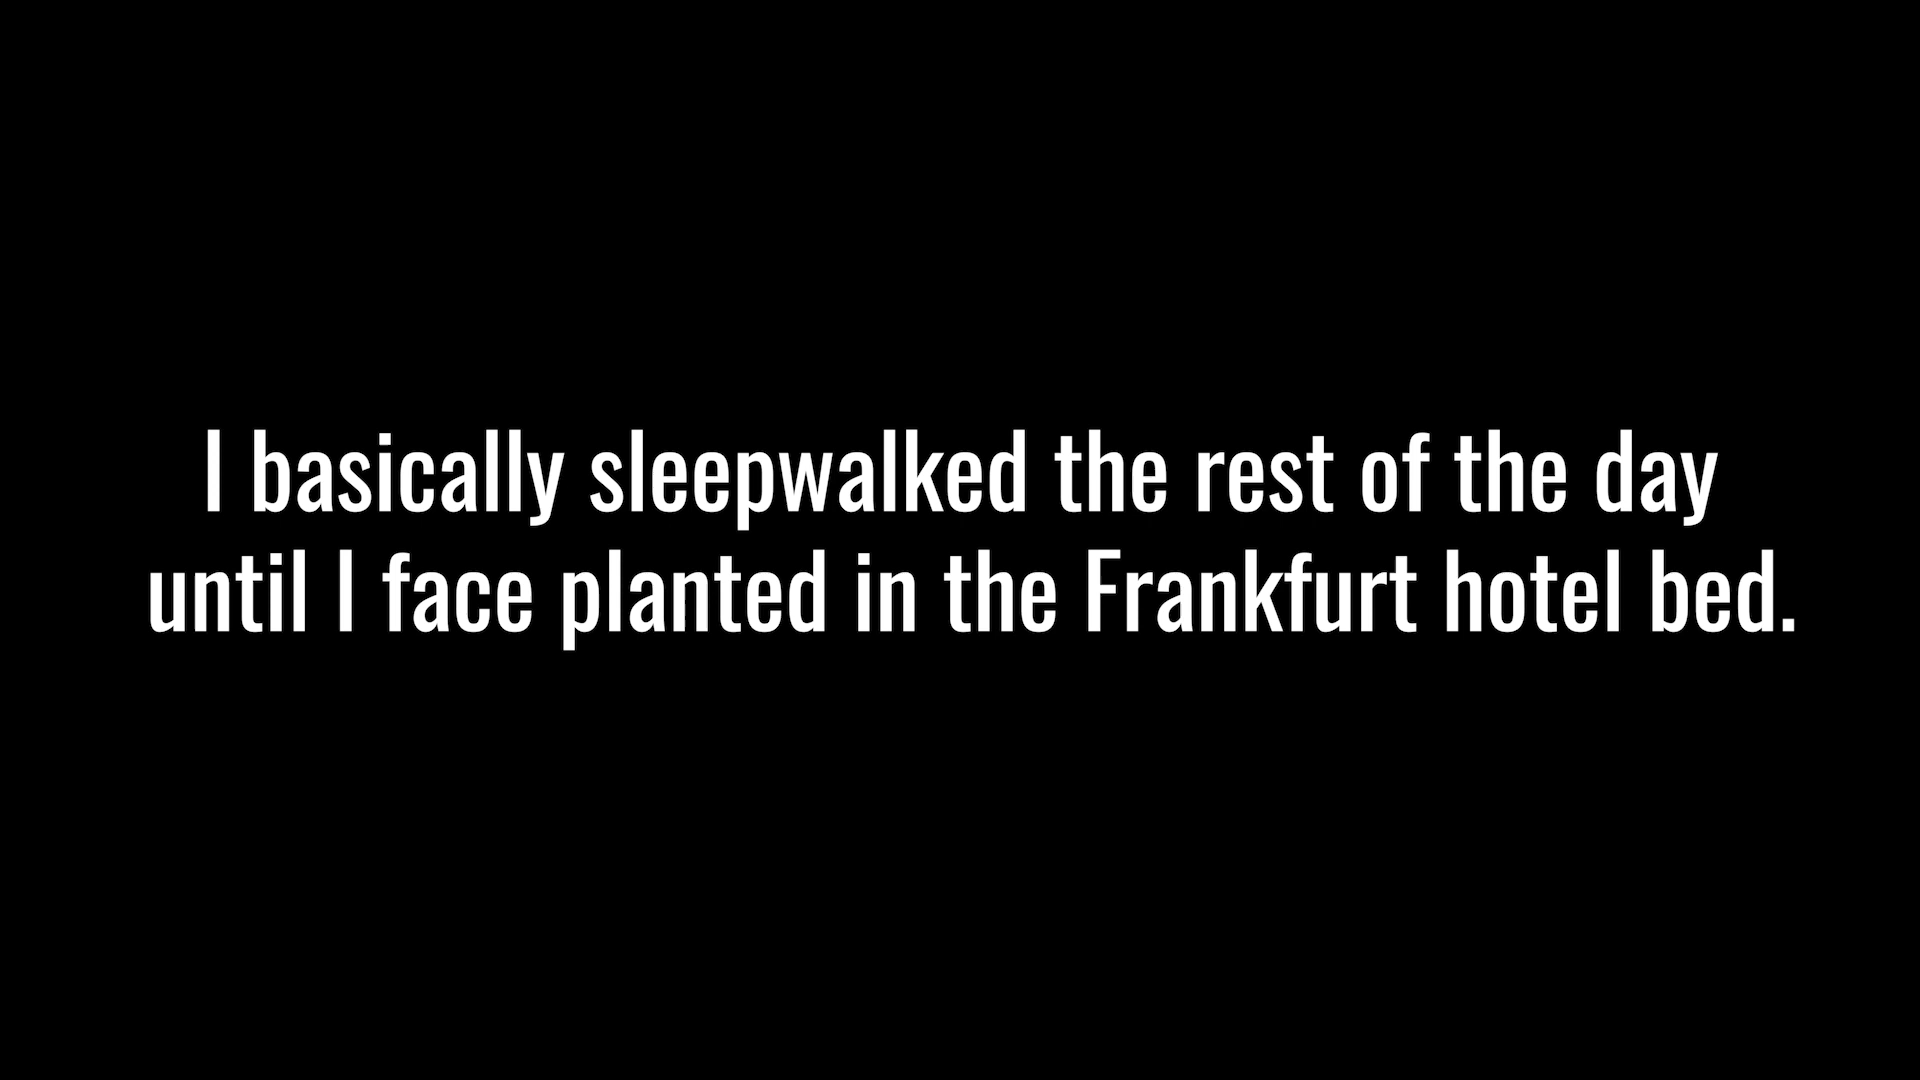 I basically sleepwalked the rest of the day
until I face planted in the Frankfurt hotel bed.